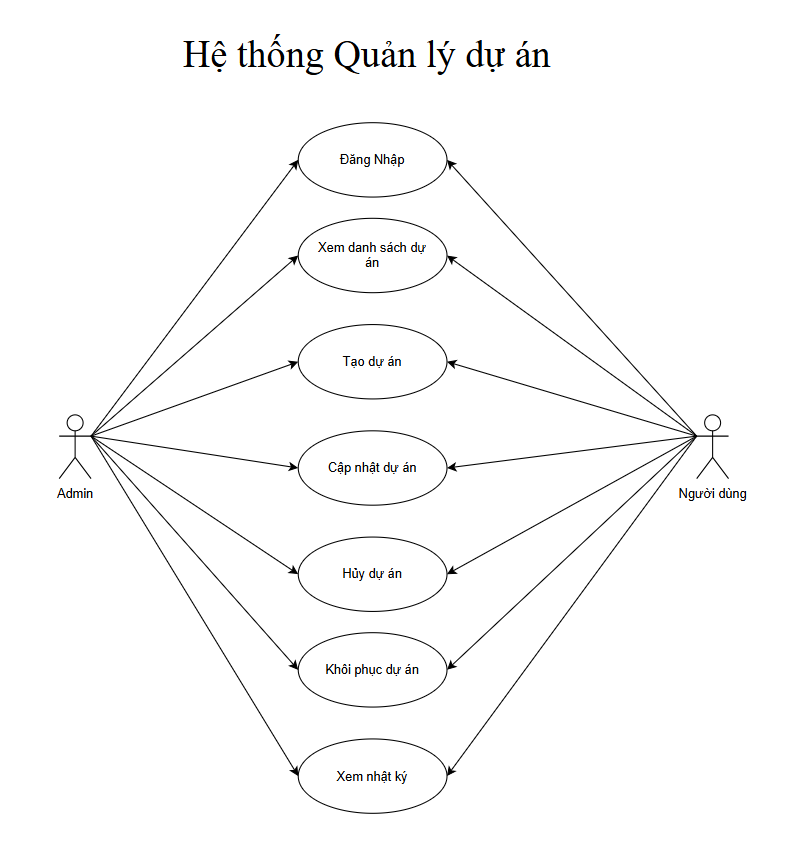 Hệ thống Quản lý dự án
Đăng Nhập
Xem danh sách dự
án
Tạo dự án
Cập nhật dự án
Admin
Người dùng
Hủy dự án
Khôi phục dự án
Xem nhật ký